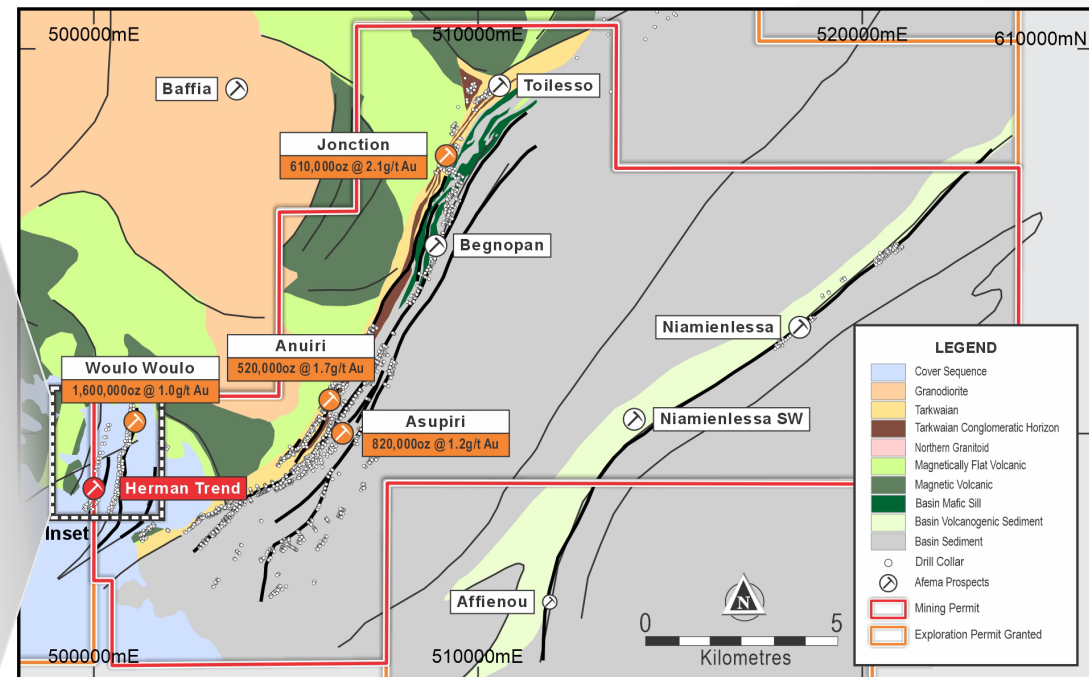 500000mE
510000mE
520000mE
610000mN
Baffia
Toilesso
Jonction
610,000oz @ 2.1g/t Au
Begnopan
Niamienlessa
Anuiri
520,000oz @ 1.7g/t Au
Woulo Woulo
1,600,000oz @ 1.0g/t Au
Asupiri
820,000oz @ 1.2g/t Au
Niamienlessa SW
Herman Trend
Inset
Affienou
LEGEND
Cover Sequence
Granodiorite
Tarkwaian
Tarkwaian Conglomeratic Horizon
Northern Granitoid
Magnetically Flat Volcanic
Magnetic Volcanic
Basin Mafic Sill
Basin Volcanogenic Sediment
Basin Sediment
Drill Collar
Afema Prospects
Mining Permit
Exploration Permit Granted
N
0
5
Kilometres
500000mE
510000mE